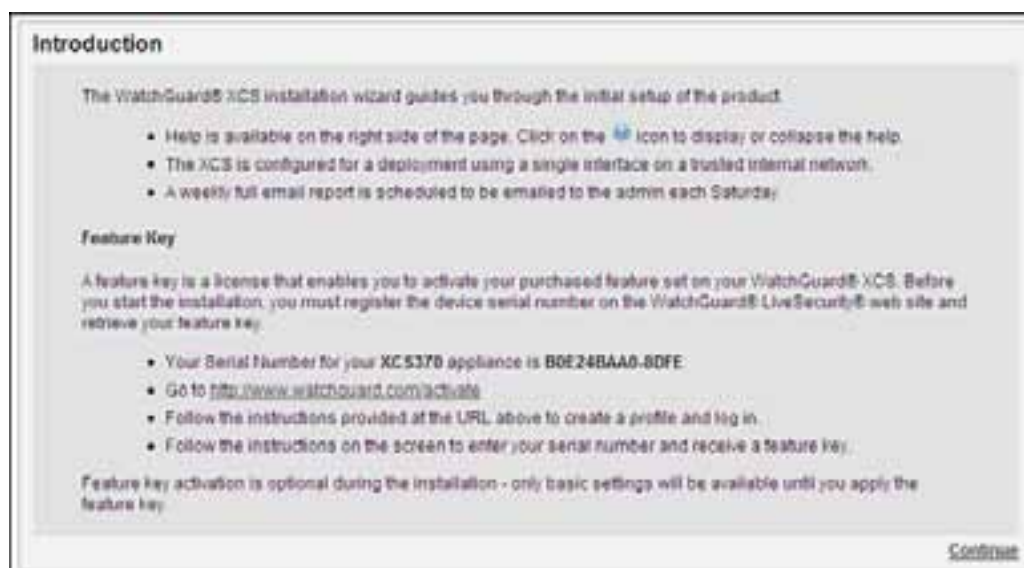 Introduction
The WatchGuard® XCS installation wizard guides you through the initial setup of the product.
• Help is available on the right side of the page. Click on the icon to display or collapse the help.
• The XCS is configured for a deployment using a single interface on a trusted internal network.
• A weekly full email report is scheduled to be emailed to the admin each Saturday.
Feature Key
A feature key is a license that enables you to activate your purchased feature set on your WatchGuard® XCS. Before
you start the installation, you must register the device serial number on the WatchGuard® LiveSecurity® web site and
retrieve your feature key.
• Your Serial Number for your XCS370 appliance is B0E24BAA0-8DFE
• Go to http://www.watchguard.com/activate
• Follow the instructions provided at the URL above to create a profile and log in.
• Follow the instructions on the screen to enter your serial number and receive a feature key.
Feature key activation is optional during the installation - only basic settings will be available until you apply the
feature key.
Continue